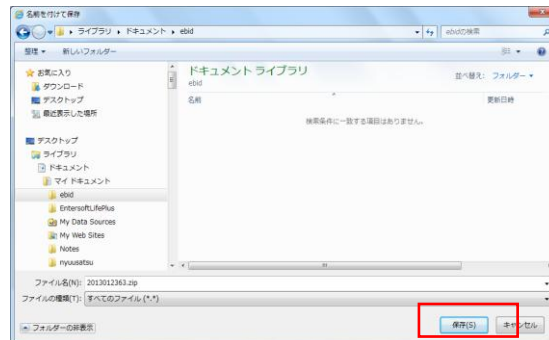 名前を付けて保存
ライブラリ ▸ ドキュメント ▸ ebid
ebidの検索
整理 新しいフォルダー
お気に入り
ダウンロード
デスクトップ
最近表示した場所
デスクトップ
ライブラリ
ドキュメント
マイ ドキュメント
ebid
EntersoftLifePlus
My Data Sources
My Web Sites
Notes
nyuusatsu
ドキュメント ライブラリ
ebid
並べ替え: フォルダー
名前 更新日時
検索条件に一致する項目はありません。
ファイル名(N): 2013012363.zip
ファイルの種類(T): すべてのファイル (*.*)
フォルダーの非表示
保存(S) キャンセル